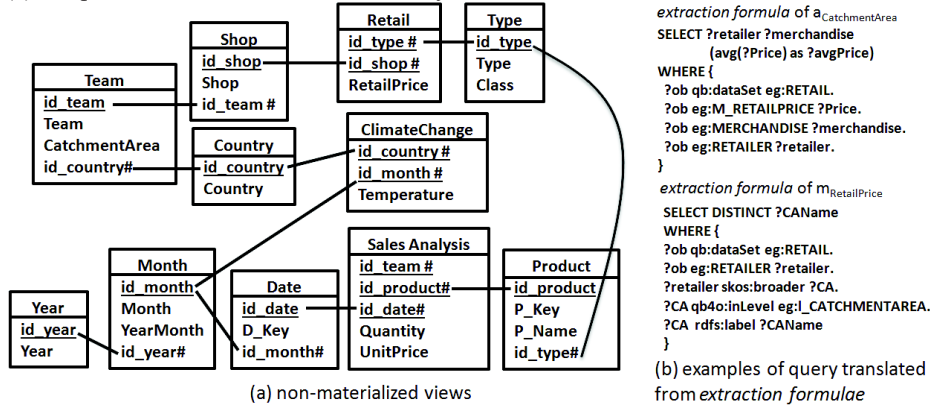 Retail
id_type #
id_shop #
RetailPrice
Type
id_type
Type
Class
Shop
id_shop
Shop
id_team #
Team
id_team
Team
CatchmentArea
id_country#
Country
id_country
Country
ClimateChange
id_country #
id_month #
Temperature
Year
id_year
Year
Month
id_month
Month
YearMonth
id_year#
Date
id_date
D_Key
id_month#
Sales Analysis
id_team #
id_product#
id_date#
Quantity
UnitPrice
Product
id_product
P_Key
P_Name
id_type#
(a) non-materialized views
extraction formula of aCatchmentArea
SELECT ?retailer ?merchandise
(avg(?Price) as ?avgPrice)
WHERE {
?ob qb:dataSet eg:RETAIL.
?ob eg:M_RETAILPRICE ?Price.
?ob eg:MERCHANDISE ?merchandise.
?ob eg:RETAILER ?retailer.
}
extraction formula of mRetailPrice
SELECT DISTINCT ?CAName
WHERE {
?ob qb:dataSet eg:RETAIL.
?ob eg:RETAILER ?retailer.
?retailer skos:broader ?CA.
?CA qb4o:inLevel eg:l_CATCHMENTAREA.
?CA rdfs:label ?CAName
}
(b) examples of query translated
from extraction formulae